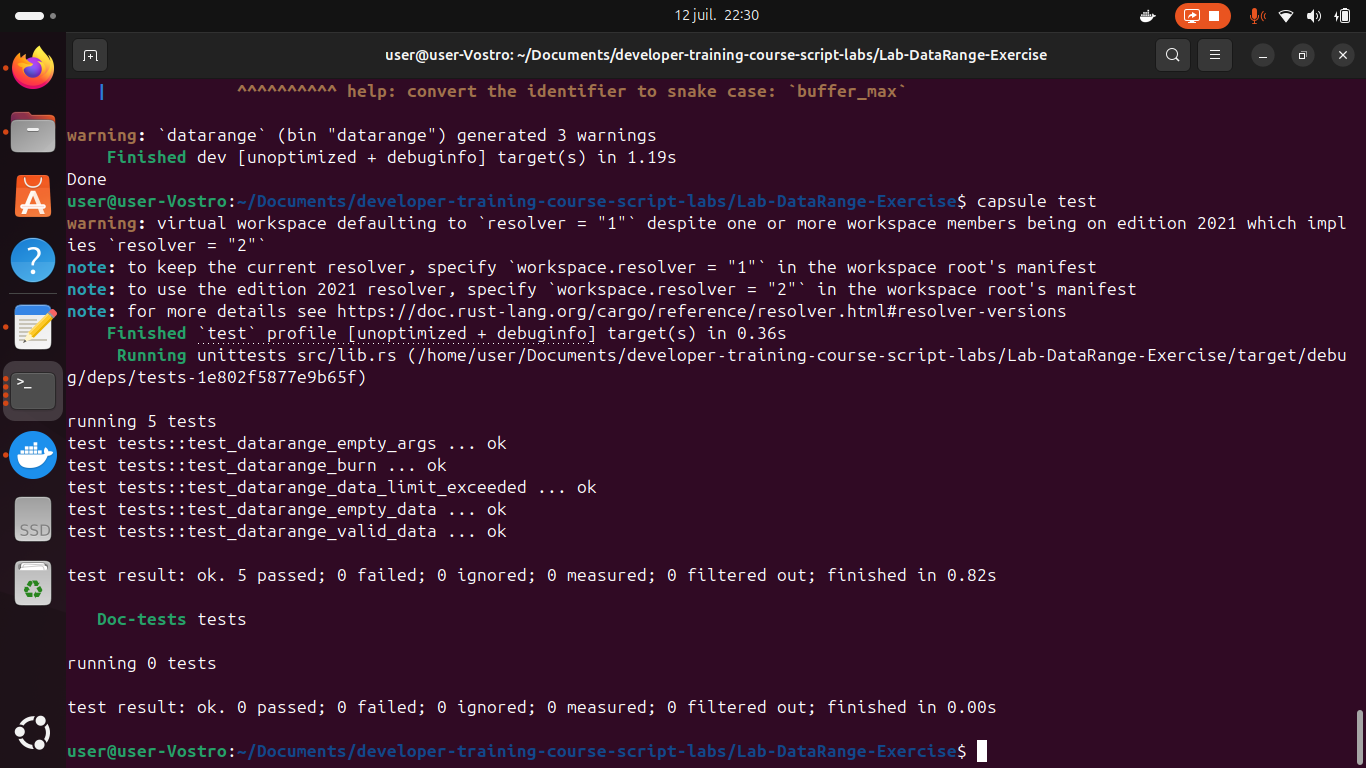 12 juil.  22:30
user@user-Vostro: ~/Documents/developer-training-course-script-labs/Lab-DataRange-Exercise
|             ^^^^^^^^^^ help: convert the identifier to snake case: `buffer_max`
warning: `datarange` (bin "datarange") generated 3 warnings
    Finished dev [unoptimized + debuginfo] target(s) in 1.19s
Done
user@user-Vostro:~/Documents/developer-training-course-script-labs/Lab-DataRange-Exercise$ capsule test
warning: virtual workspace defaulting to `resolver = "1"` despite one or more workspace members being on edition 2021 which impl
ies `resolver = "2"`
note: to keep the current resolver, specify `workspace.resolver = "1"` in the workspace root's manifest
note: to use the edition 2021 resolver, specify `workspace.resolver = "2"` in the workspace root's manifest
note: for more details see https://doc.rust-lang.org/cargo/reference/resolver.html#resolver-versions
    Finished `test` profile [unoptimized + debuginfo] target(s) in 0.36s
     Running unittests src/lib.rs (/home/user/Documents/developer-training-course-script-labs/Lab-DataRange-Exercise/target/debu
g/deps/tests-1e802f5877e9b65f)
running 5 tests
test tests::test_datarange_empty_args ... ok
test tests::test_datarange_burn ... ok
test tests::test_datarange_data_limit_exceeded ... ok
test tests::test_datarange_empty_data ... ok
test tests::test_datarange_valid_data ... ok
test result: ok. 5 passed; 0 failed; 0 ignored; 0 measured; 0 filtered out; finished in 0.82s
   Doc-tests tests
running 0 tests
test result: ok. 0 passed; 0 failed; 0 ignored; 0 measured; 0 filtered out; finished in 0.00s
user@user-Vostro:~/Documents/developer-training-course-script-labs/Lab-DataRange-Exercise$
>_
SSD